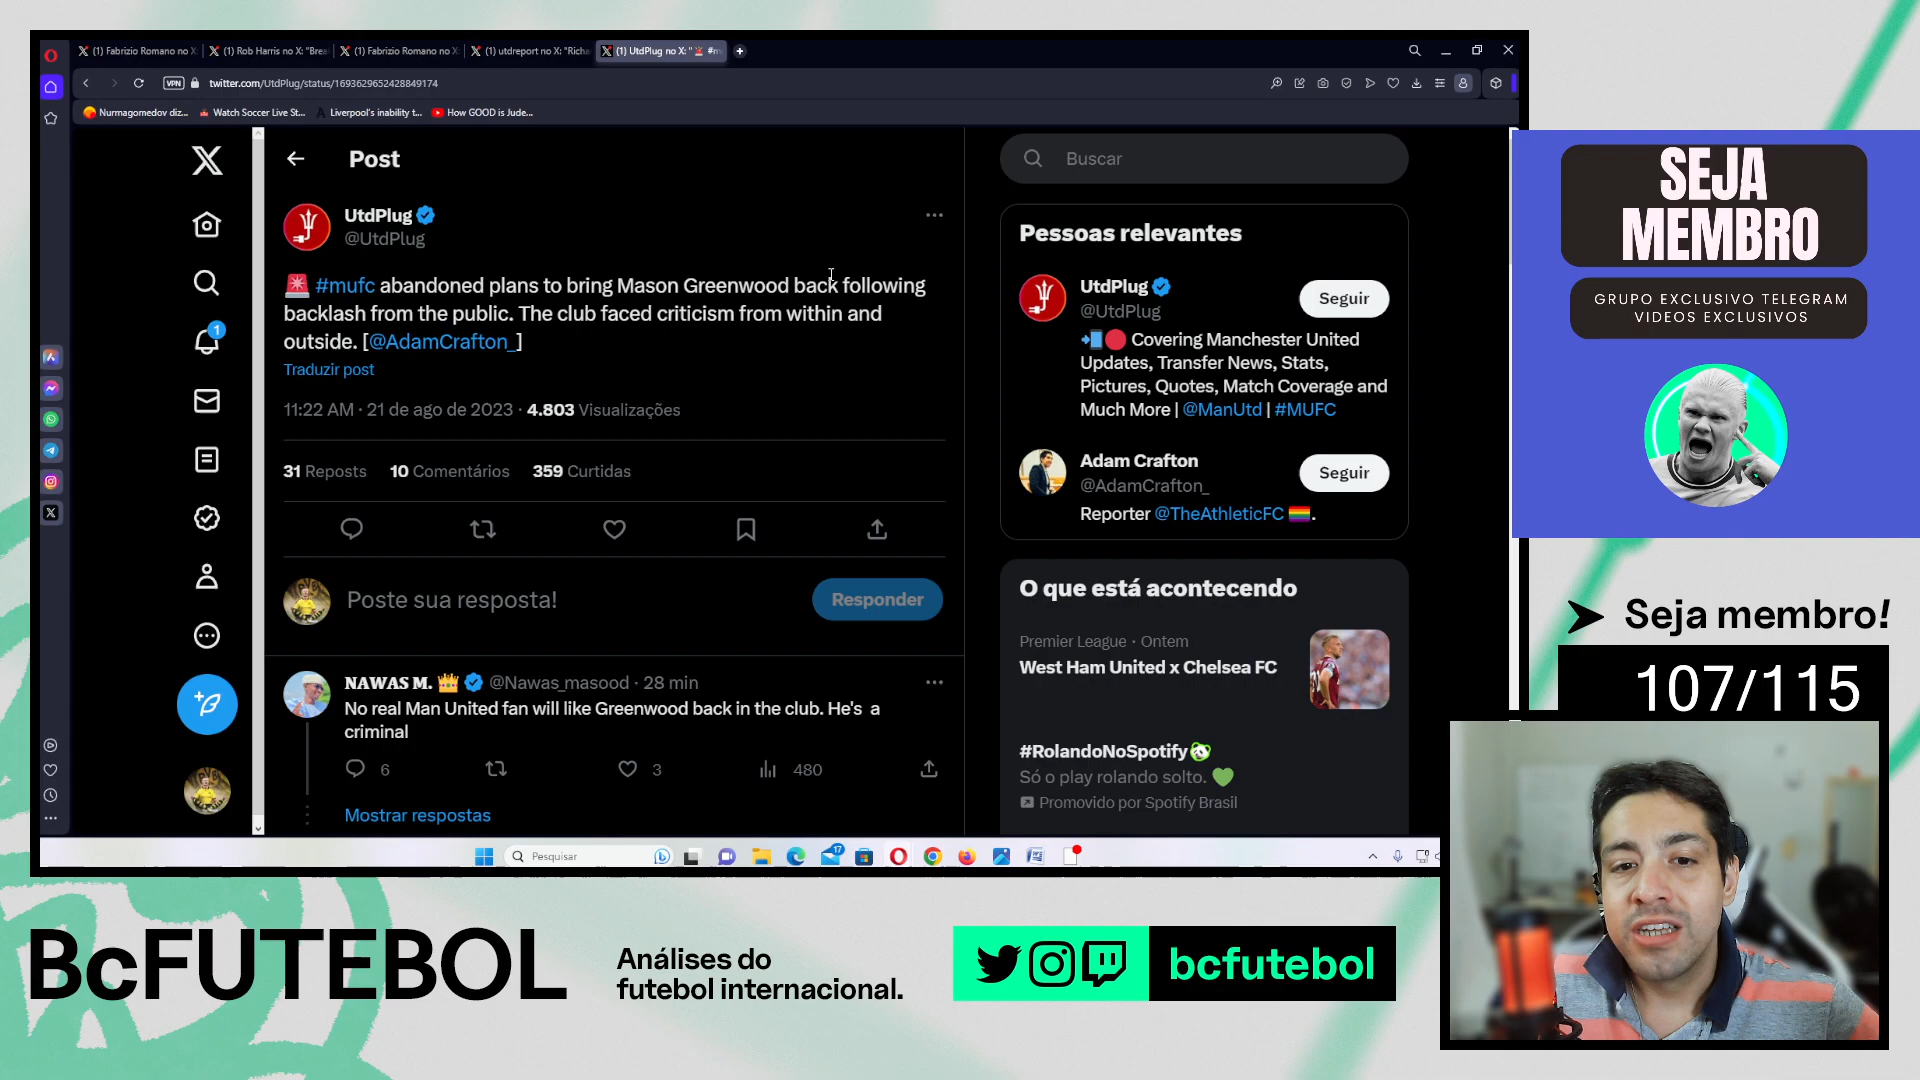 (1) Fabrizio Romano no X:
(1) Rob Harris no X: "Brea
(1) Fabrizio Romano no X:
(1) utdreport no X: "Richa
(1) UtdPlug no X: "🚨 #m
VPN
twitter.com/UtdPlug/status/1693629652428849174
Nurmagomedov diz...
Watch Soccer Live St...
Liverpool's inability t...
How GOOD is Jude...
Post
UtdPlug
@UtdPlug
🚨 #mufc abandoned plans to bring Mason Greenwood back following
backlash from the public. The club faced criticism from within and
outside. [@AdamCrafton_]
Traduzir post
11:22 AM · 21 de ago de 2023 · 4.803 Visualizações
31 Reposts 10 Comentários 359 Curtidas
1
Poste sua resposta!
Responder
NAWAS M. 👑 @Nawas_masood · 28 min
No real Man United fan will like Greenwood back in the club. He's a
criminal
6
3
480
Mostrar respostas
Buscar
Pessoas relevantes
UtdPlug
@UtdPlug
Seguir
📲🔴 Covering Manchester United
Updates, Transfer News, Stats,
Pictures, Quotes, Match Coverage and
Much More | @ManUtd | #MUFC
Adam Crafton
@AdamCrafton_
Seguir
Reporter @TheAthleticFC 🏳️‍🌈.
O que está acontecendo
Premier League · Ontem
West Ham United x Chelsea FC
#RolandoNoSpotify
Só o play rolando solto. 💚
Promovido por Spotify Brasil
Pesquisar
17
SEJA
MEMBRO
GRUPO EXCLUSIVO TELEGRAM
VIDEOS EXCLUSIVOS
Seja membro!
107/115
BcFUTEBOL
Análises do
futebol internacional.
bcfutebol